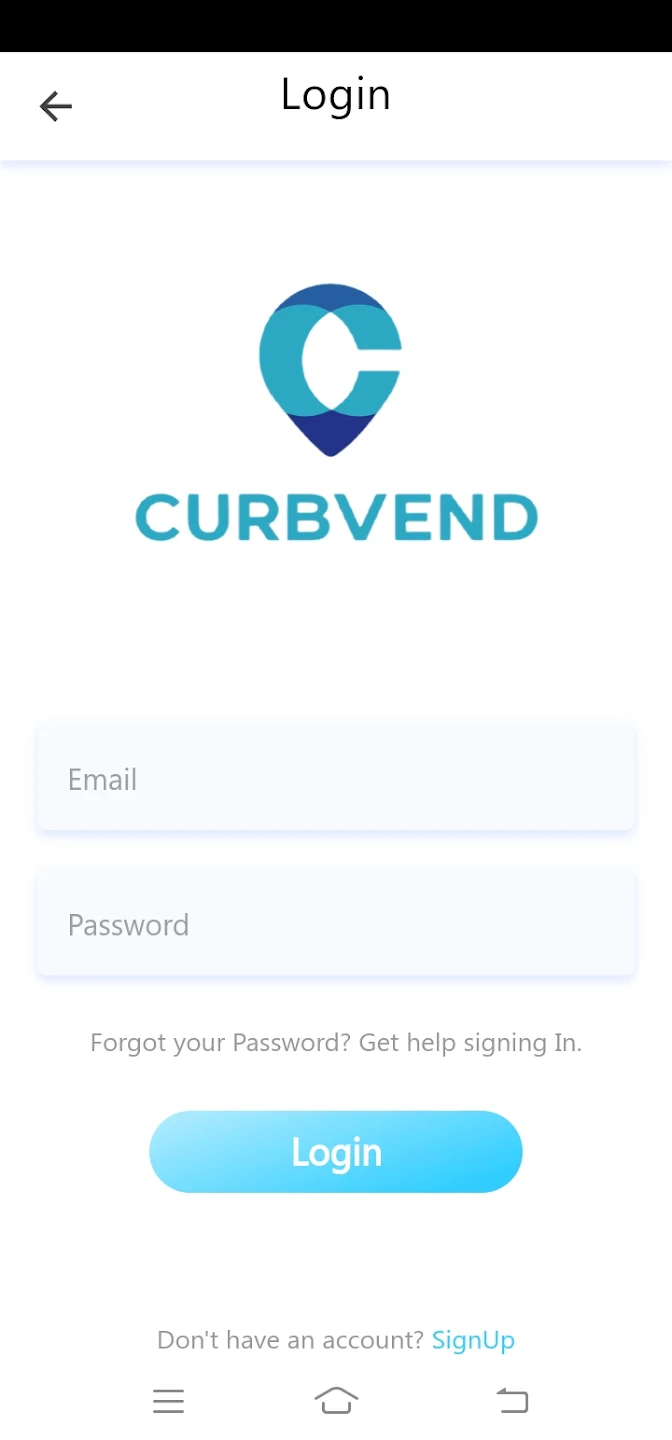 Login
CURBVEND
Email
Password
Forgot your Password? Get help signing In.
Login
Don't have an account? SignUp